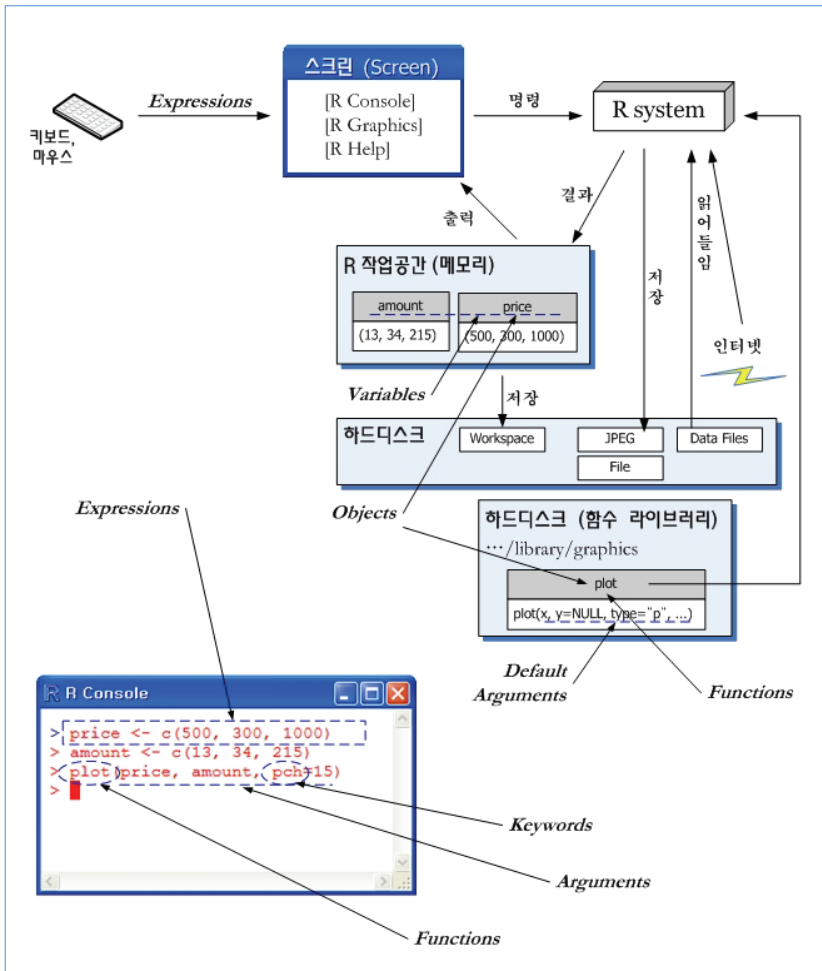 스크린 (Screen)
[R Console]
[R Graphics]
[R Help]
키보드,
마우스
Expressions
명령
R system
결과
출력
저장
읽어들임
인터넷
R 작업공간 (메모리)
amount
price
(13, 34, 215)
(500, 300, 1000)
Variables
저장
하드디스크
Workspace
JPEG
File
Data Files
Expressions
Objects
하드디스크 (함수 라이브러리)
…/library/graphics
plot
plot(x, y=NULL, type="p", ...)
Default
Arguments
Functions
R R Console
> price <- c(500, 300, 1000)
> amount <- c(13, 34, 215)
> plot(price, amount, pch=15)
>
Keywords
Arguments
Functions